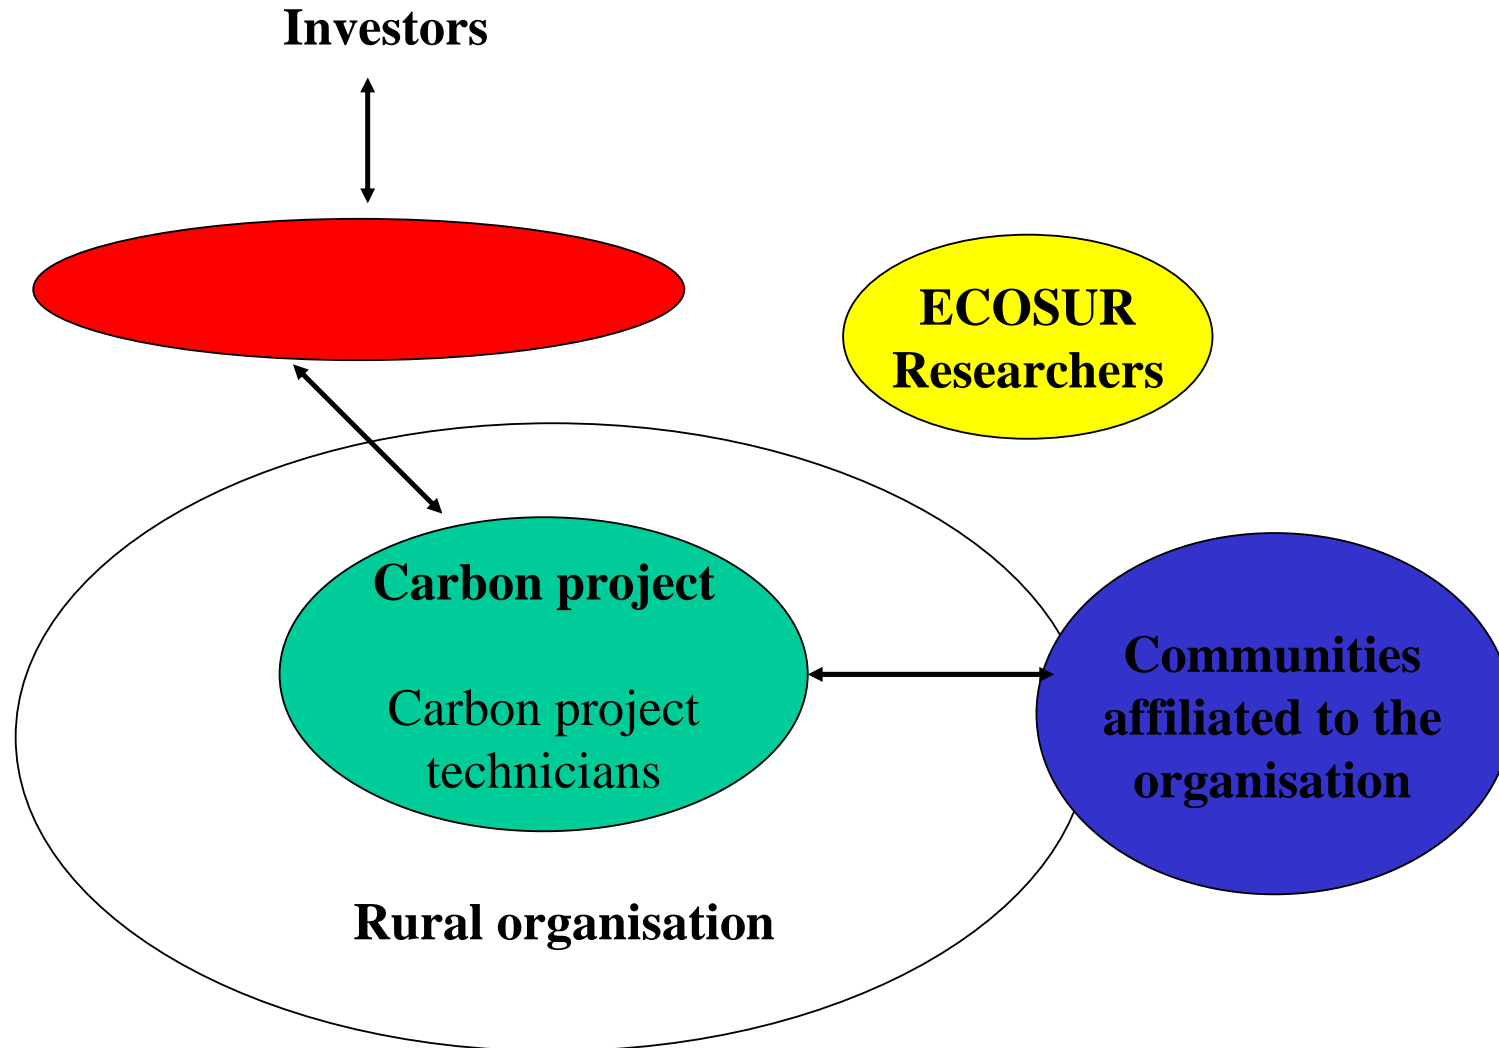 Investors
ECOSUR
Researchers
Carbon project
Carbon project
technicians
Communities
affiliated to the
organisation
Rural organisation